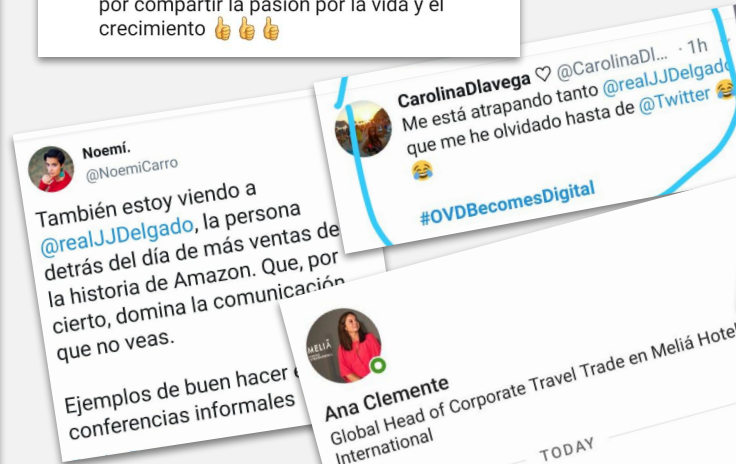 por compartir la pasión por la vida y el
crecimiento 👍👍👍
CarolinaDlavega ♡ @CarolinaDl... · 1h
Me está atrapando tanto @realJJDelgado
que me he olvidado hasta de @Twitter 😂
😂
#OVDBecomesDigital
Noemí.
@NoemiCarro
También estoy viendo a
@realJJDelgado, la persona
detrás del día de más ventas de
la historia de Amazon. Que, por
cierto, domina la comunicación
que no veas.
Ejemplos de buen hacer
conferencias informales
MELIÁ
Ana Clemente
Global Head of Corporate Travel Trade en Meliá Hotel
International
TODAY